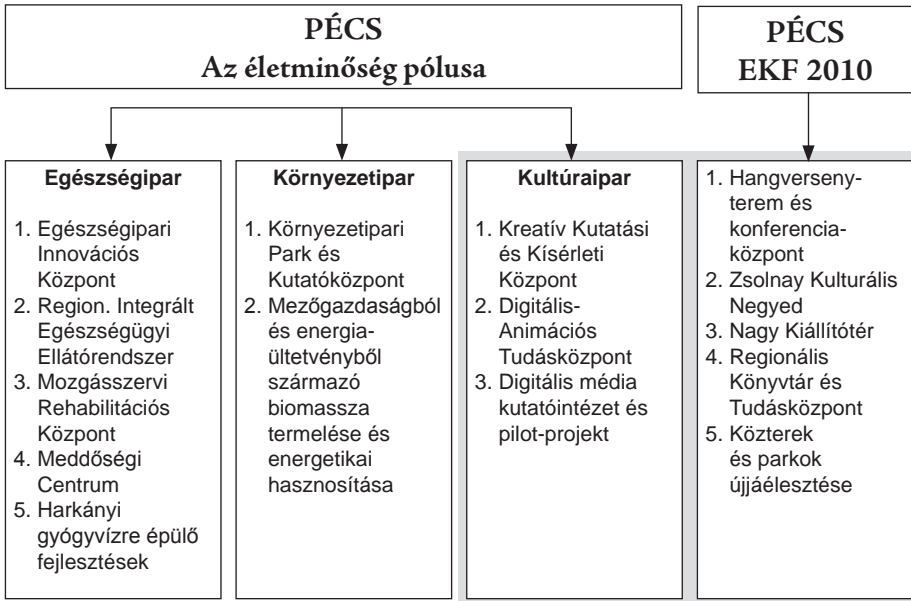 PÉCS
Az életminőség pólusa
PÉCS
EKF 2010
Egészségipar
1. Egészségipari
Innovációs
Központ
2. Region. Integrált
Egészségügyi
Ellátórendszer
3. Mozgásszervi
Rehabilitációs
Központ
4. Meddőségi
Centrum
5. Harkányi
gyógyvízre épülő
fejlesztések
Környezetipar
1. Környezetipari
Park és
Kutatóközpont
2. Mezőgazdaságból
és energia-
ültetvényből
származó
biomassza
termelése és
energetikai
hasznosítása
Kultúraipar
1. Kreatív Kutatási
és Kísérleti
Központ
2. Digitális-
Animációs
Tudásközpont
3. Digitális média
kutatóintézet és
pilot-projekt
1. Hangverseny-
terem és
konferencia-
központ
2. Zsolnay Kulturális
Negyed
3. Nagy Kiállítótér
4. Regionális
Könyvtár és
Tudásközpont
5. Közterek
és parkok
újjáélesztése